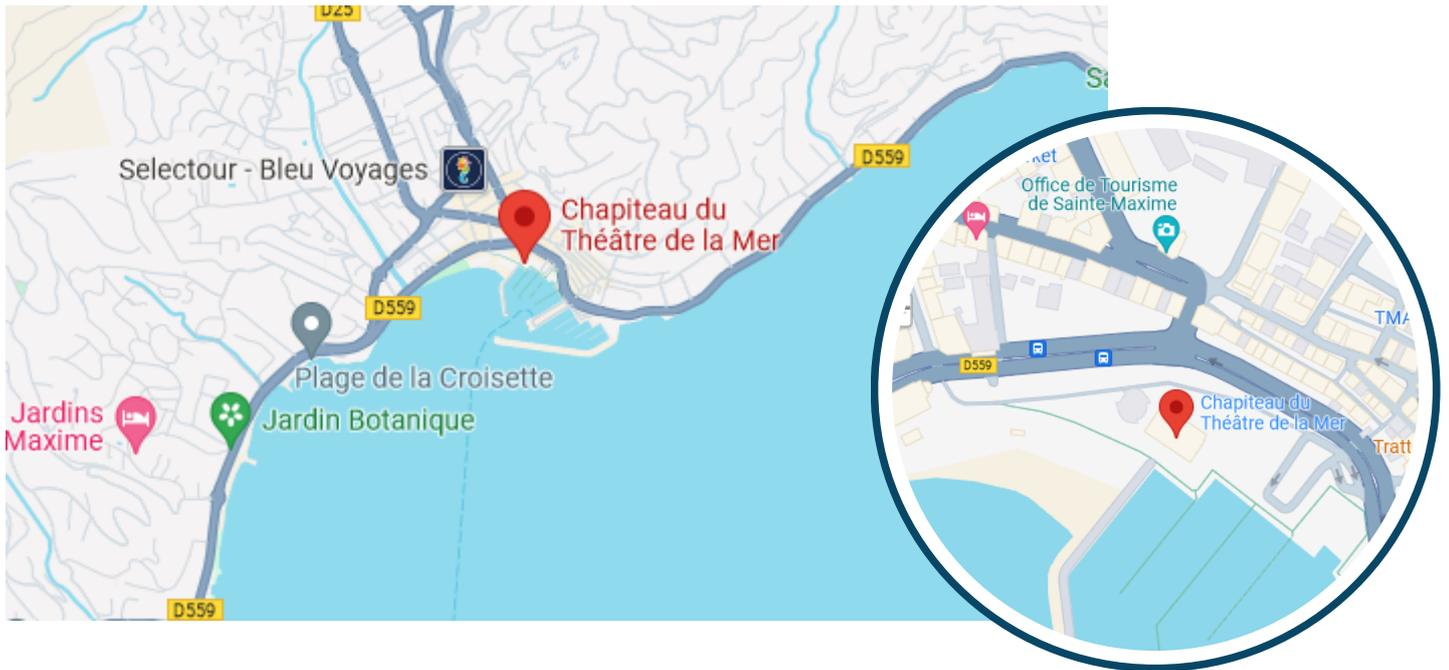 D25
Selectour - Bleu Voyages
Chapiteau du
Théâtre de la Mer
D559
D559
Plage de la Croisette
Jardins
Maxime
Jardin Botanique
D559
Office de Tourisme
de Sainte-Maxime
D559
Chapiteau du
Théâtre de la Mer